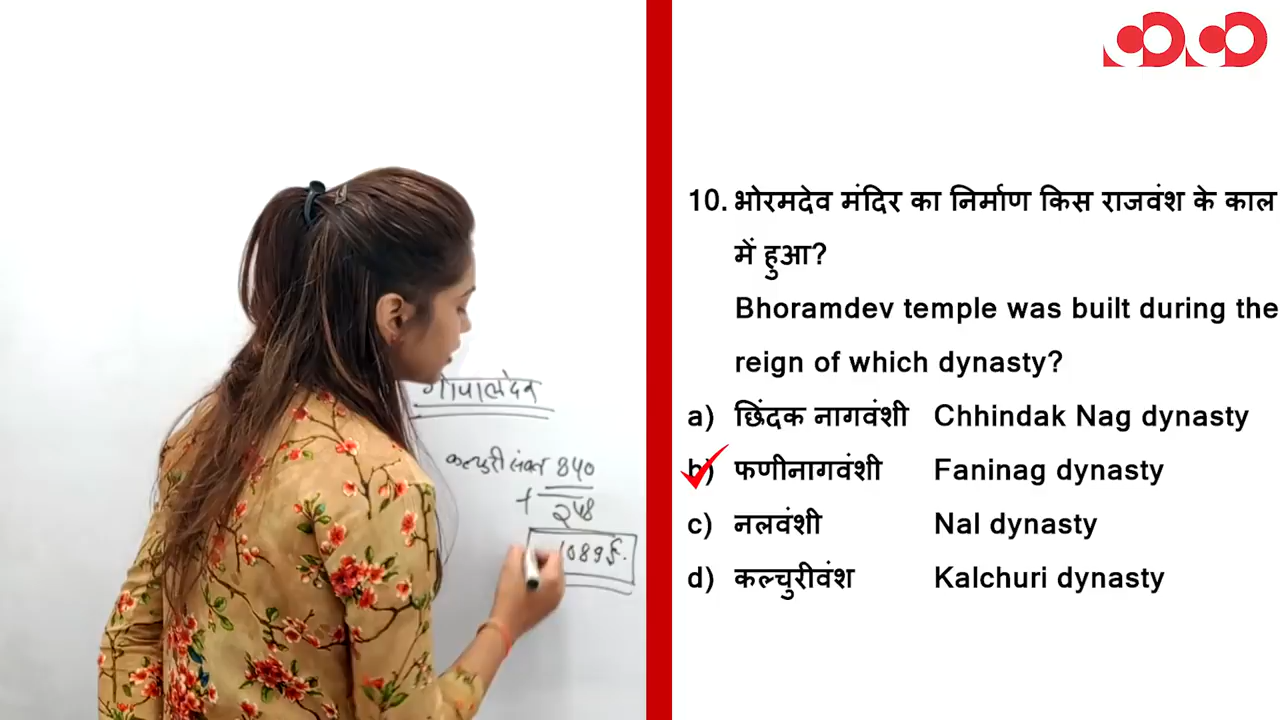 गोपालदेव
कल्चुरी संवत 840
+ 248
1089 ई.
10. भोरमदेव मंदिर का निर्माण किस राजवंश के काल
में हुआ?
Bhoramdev temple was built during the
reign of which dynasty?
a) छिंदक नागवंशी Chhindak Nag dynasty
b) फणीनागवंशी Faninag dynasty
c) नलवंशी Nal dynasty
d) कल्चुरीवंश Kalchuri dynasty